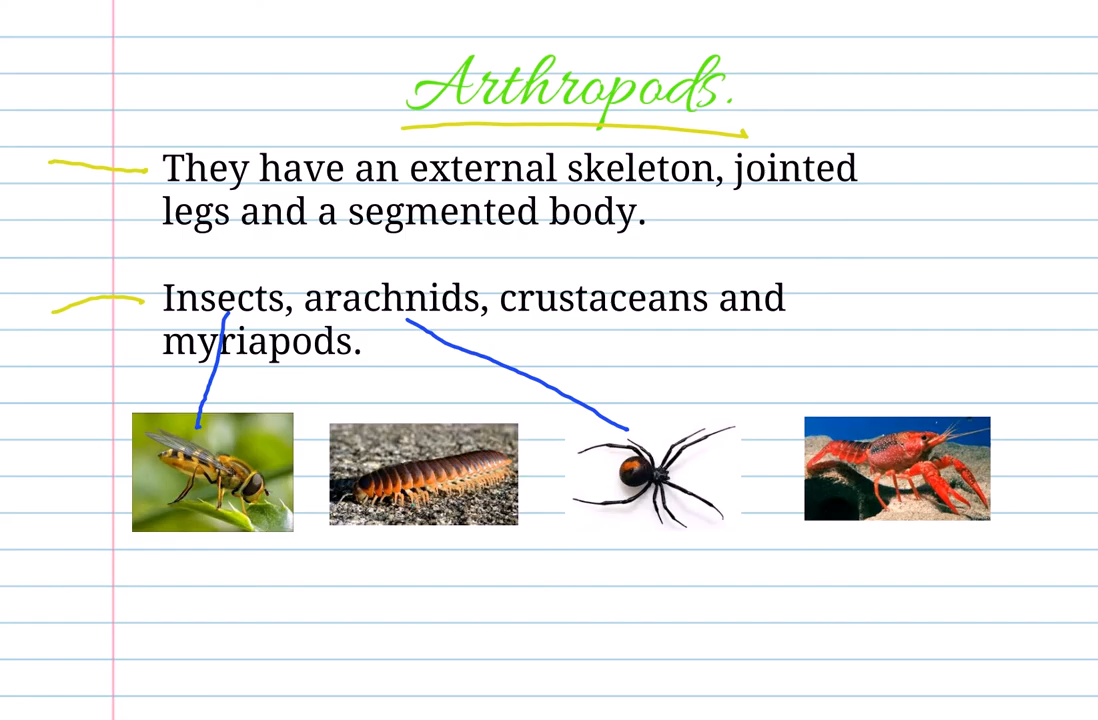 Arthropods.
They have an external skeleton, jointed
legs and a segmented body.
Insects, arachnids, crustaceans and
myriapods.